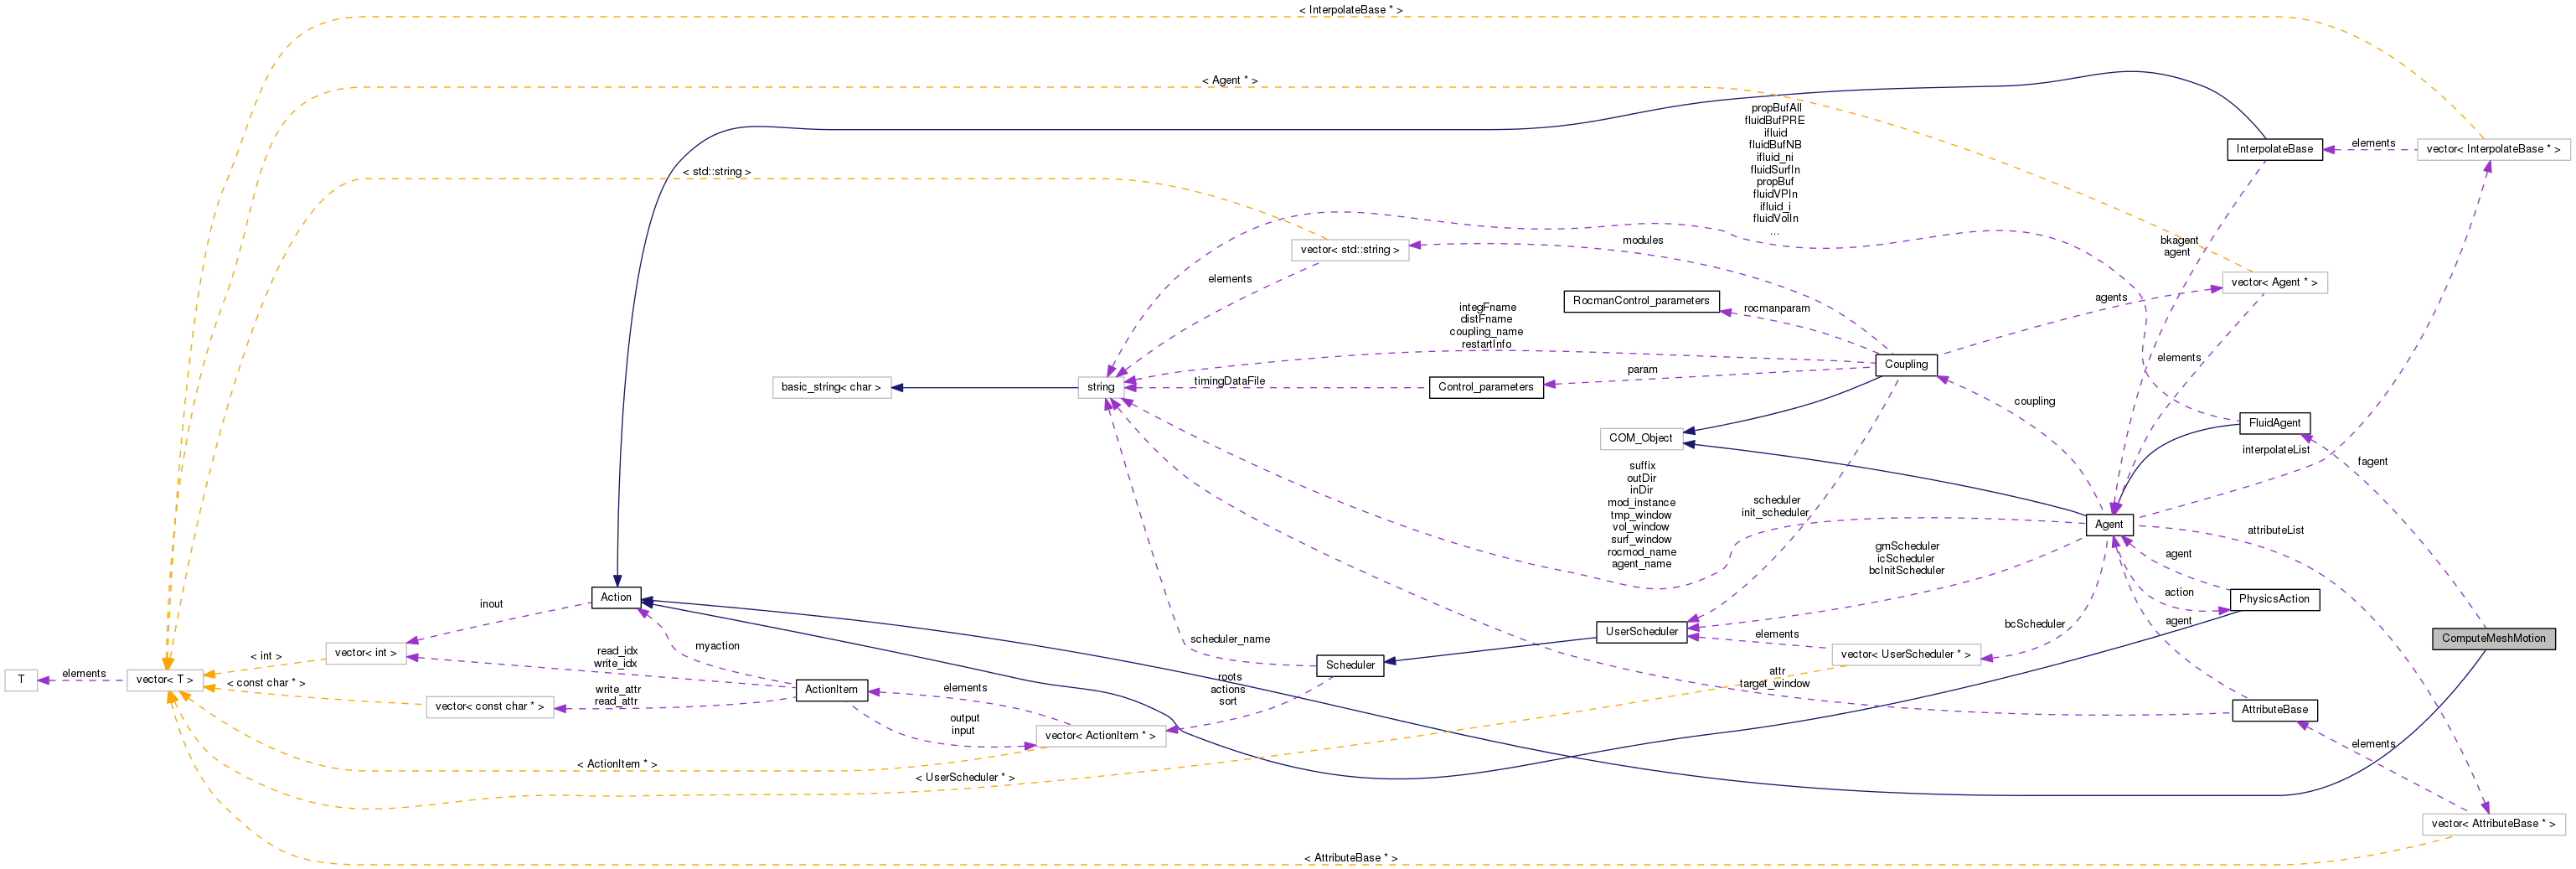 < InterpolateBase * >
< Agent * >
propBufAll
fluidBufPRE
ifluid
fluidBufNB
ifluid_ni
fluidSurfIn
propBuf
fluidVPIn
ifluid_i
fluidVolIn
...
InterpolateBase
elements
vector< InterpolateBase * >
< std::string >
vector< std::string >
modules
bkagent
agent
elements
vector< Agent * >
agents
RocmanControl_parameters
rocmanparam
integFname
distFname
coupling_name
restartInfo
Coupling
elements
basic_string< char >
string
timingDataFile
Control_parameters
param
coupling
FluidAgent
COM_Object
interpolateList
fagent
suffix
outDir
inDir
mod_instance
tmp_window
vol_window
surf_window
rocmod_name
agent_name
scheduler
init_scheduler
Agent
attributeList
gmScheduler
icScheduler
bcInitScheduler
agent
action
PhysicsAction
Action
inout
agent
bcScheduler
UserScheduler
elements
ComputeMeshMotion
scheduler_name
myaction
vector< int >
< int >
read_idx
write_idx
Scheduler
vector< UserScheduler * >
T
elements
vector< T >
< const char * >
write_attr
read_attr
ActionItem
elements
roots
actions
sort
attr
target_window
vector< const char * >
output
input
AttributeBase
vector< ActionItem * >
elements
< ActionItem * >
< UserScheduler * >
vector< AttributeBase * >
< AttributeBase * >